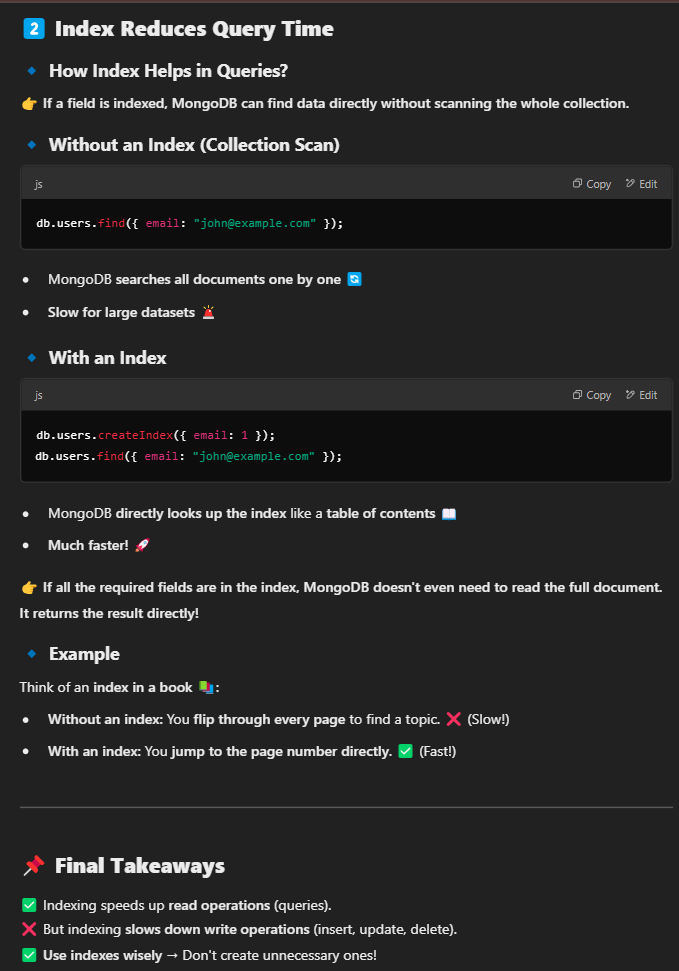 2 Index Reduces Query Time
How Index Helps in Queries?
👉 If a field is indexed, MongoDB can find data directly without scanning the whole collection.
Without an Index (Collection Scan)
js Copy Edit
db.users.find({ email: "john@example.com" });
• MongoDB searches all documents one by one 🔄
• Slow for large datasets 🚨
With an Index
js Copy Edit
db.users.createIndex({ email: 1 });
db.users.find({ email: "john@example.com" });
• MongoDB directly looks up the index like a table of contents 📖
• Much faster! 🚀
👉 If all the required fields are in the index, MongoDB doesn't even need to read the full document.
It returns the result directly!
Example
Think of an index in a book 📚:
• Without an index: You flip through every page to find a topic. ❌ (Slow!)
• With an index: You jump to the page number directly. ✅ (Fast!)
📌 Final Takeaways
✅ Indexing speeds up read operations (queries).
❌ But indexing slows down write operations (insert, update, delete).
✅ Use indexes wisely → Don't create unnecessary ones!